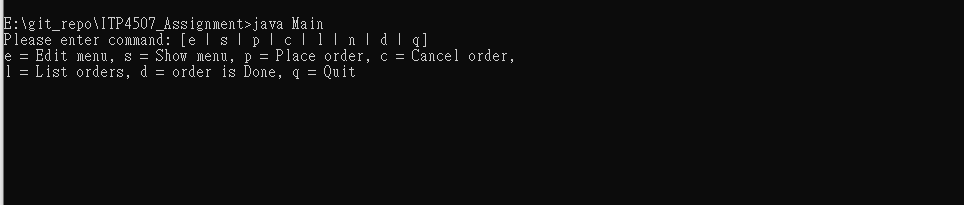 E:\git_repo\ITP4507_Assignment>java Main
Please enter command: [e | s | p | c | l | n | d | q]
e = Edit menu, s = Show menu, p = Place order, c = Cancel order,
l = List orders, d = order is Done, q = Quit